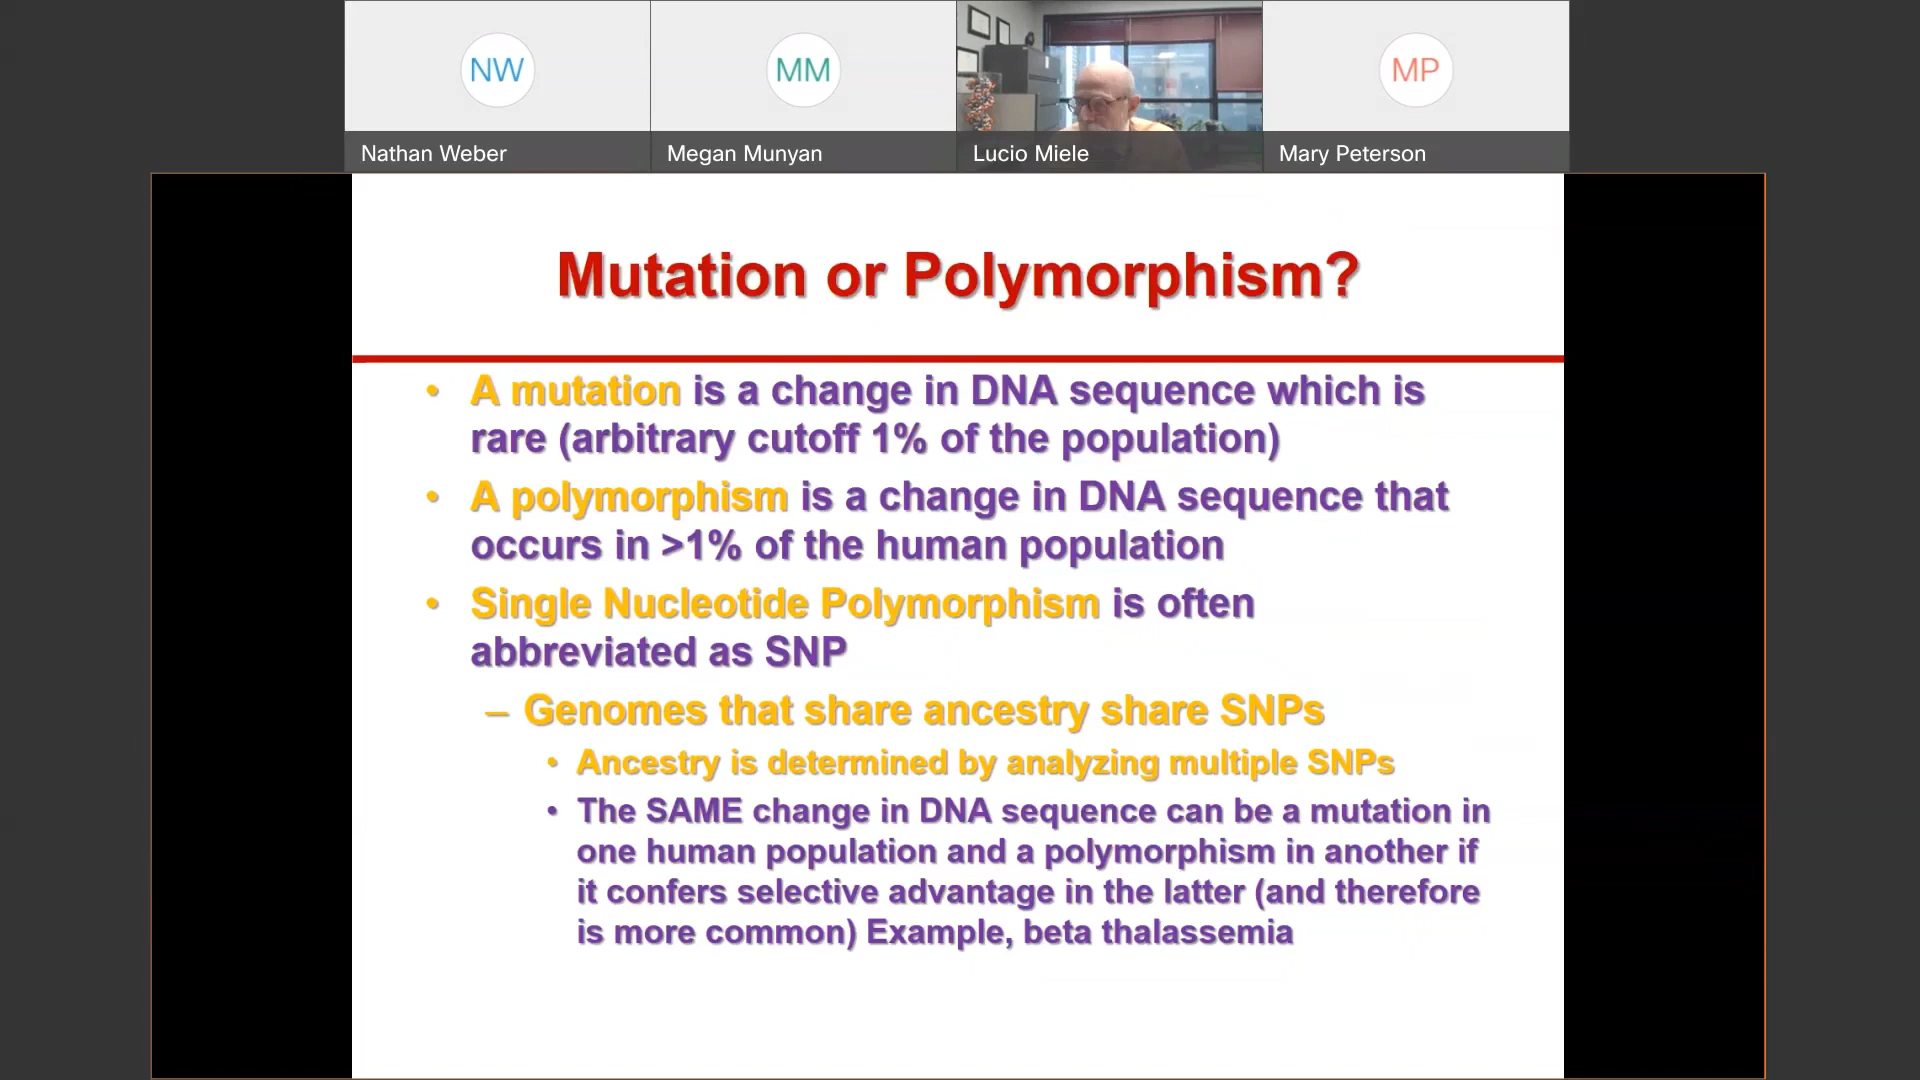 NW
MM
MP
Nathan Weber
Megan Munyan
Lucio Miele
Mary Peterson
Mutation or Polymorphism?
• A mutation is a change in DNA sequence which is
rare (arbitrary cutoff 1% of the population)
• A polymorphism is a change in DNA sequence that
occurs in >1% of the human population
• Single Nucleotide Polymorphism is often
abbreviated as SNP
– Genomes that share ancestry share SNPs
• Ancestry is determined by analyzing multiple SNPs
• The SAME change in DNA sequence can be a mutation in
one human population and a polymorphism in another if
it confers selective advantage in the latter (and therefore
is more common) Example, beta thalassemia